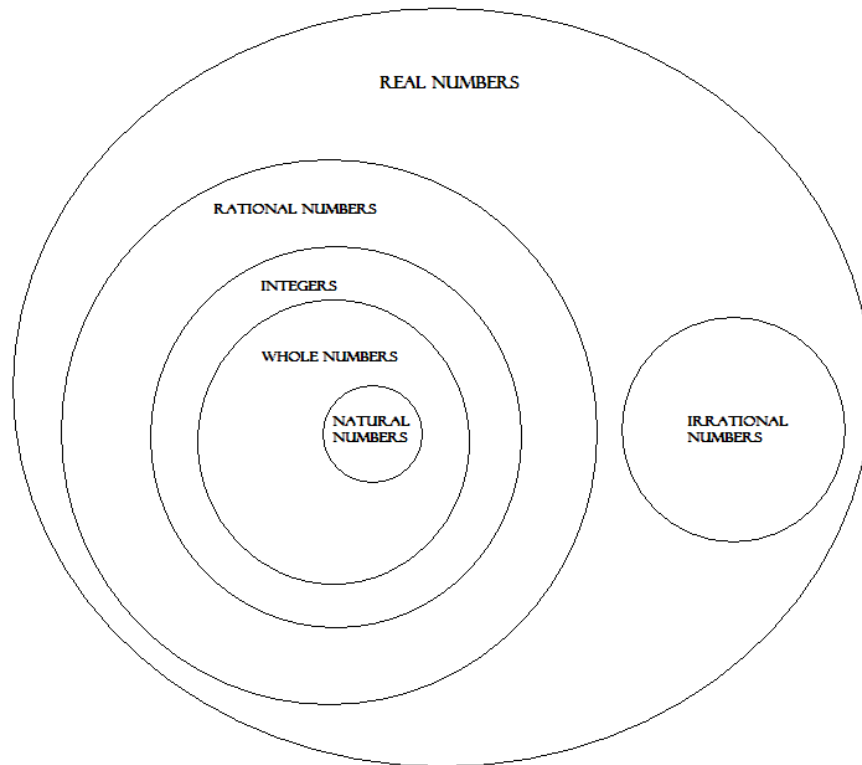 REAL NUMBERS
RATIONAL NUMBERS
INTEGERS
WHOLE NUMBERS
NATURAL
NUMBERS
IRRATIONAL
NUMBERS